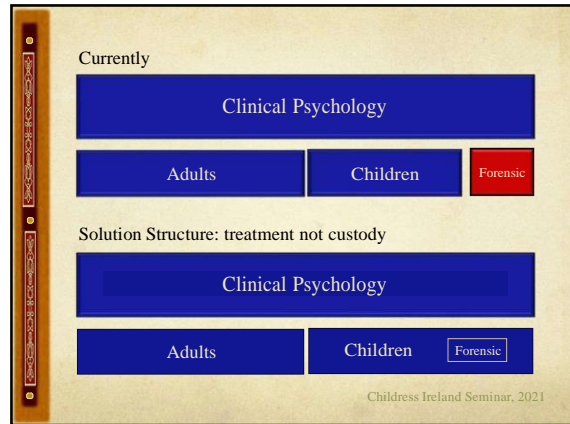 Currently
Clinical Psychology
Adults
Children
Forensic
Solution Structure: treatment not custody
Clinical Psychology
Adults
Children
Forensic
Childress Ireland Seminar, 2021